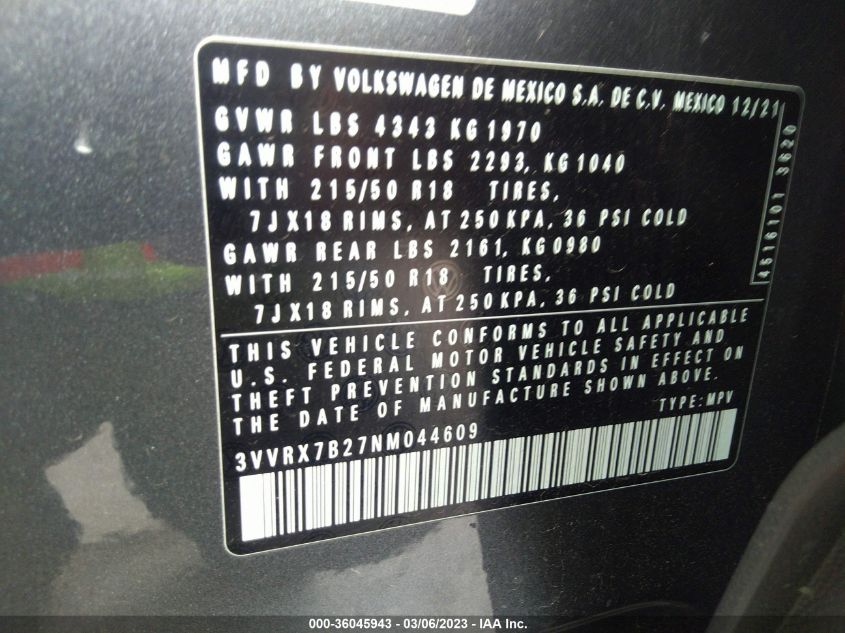 MFD BY VOLKSWAGEN DE MEXICO S.A. DE C.V. MEXICO 12/21
GVWR LBS 4343 KG 1970
GAWR FRONT LBS 2293, KG 1040
WITH 215/50 R18 TIRES,
7JX18 RIMS, AT 250 KPA, 36 PSI COLD
GAWR REAR LBS 2161, KG 0980
WITH 215/50 R18 TIRES,
7JX18 RIMS, AT 250 KPA, 36 PSI COLD
4616101 3620
THIS VEHICLE CONFORMS TO ALL APPLICABLE
U.S. FEDERAL MOTOR VEHICLE SAFETY AND
THEFT PREVENTION STANDARDS IN EFFECT ON
THE DATE OF MANUFACTURE SHOWN ABOVE.
TYPE: MPV
3VVRX7B27NM044609
000-36045943 - 03/06/2023 - IAA Inc.